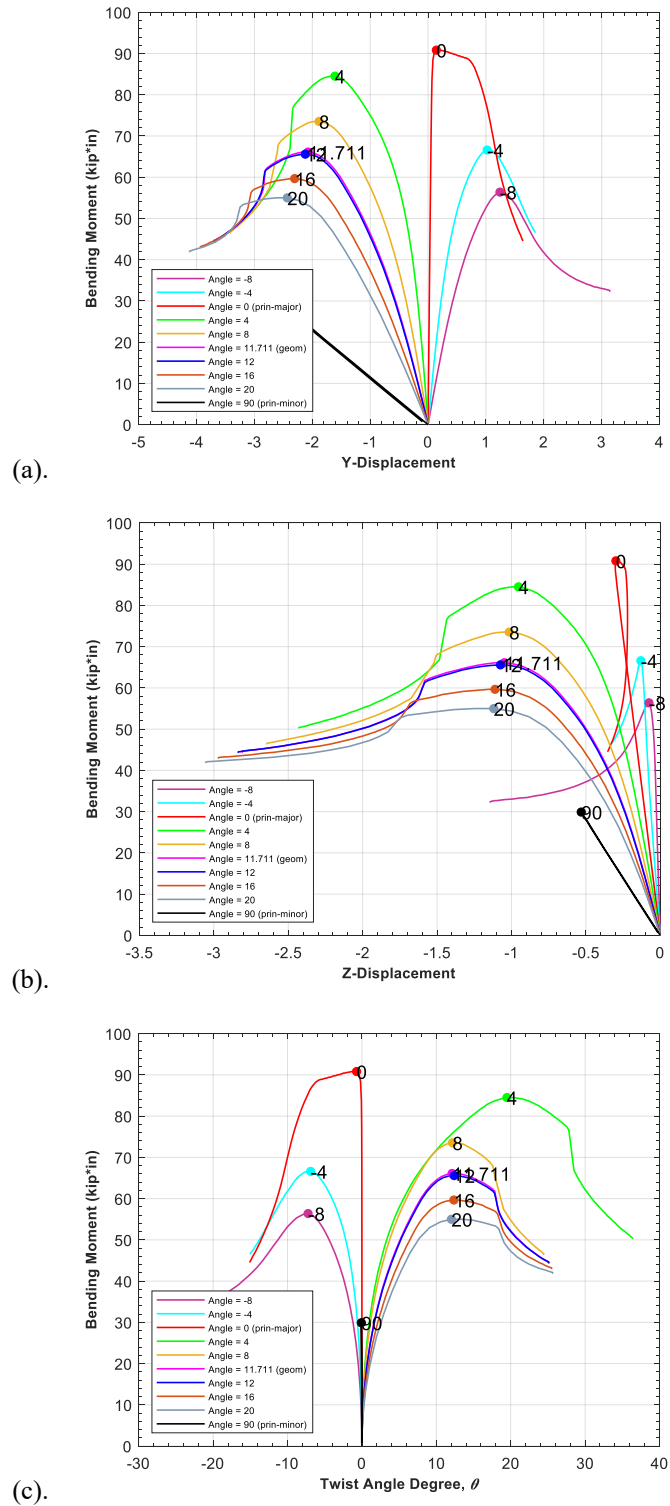 100
90
80
70
60
50
40
30
20
10
0
Bending Moment (kip*in)
0
4
8
11.711
12
16
20
-4
-8
Angle = -8
Angle = -4
Angle = 0 (prin-major)
Angle = 4
Angle = 8
Angle = 11.711 (geom)
Angle = 12
Angle = 16
Angle = 20
Angle = 90 (prin-minor)
-5 -4 -3 -2 -1 0 1 2 3 4
Y-Displacement
(a).
100
90
80
70
60
50
40
30
20
10
0
Bending Moment (kip*in)
0
4
8
11.711
12
16
20
-4
-8
90
Angle = -8
Angle = -4
Angle = 0 (prin-major)
Angle = 4
Angle = 8
Angle = 11.711 (geom)
Angle = 12
Angle = 16
Angle = 20
Angle = 90 (prin-minor)
-3.5 -3 -2.5 -2 -1.5 -1 -0.5 0
Z-Displacement
(b).
100
90
80
70
60
50
40
30
20
10
0
Bending Moment (kip*in)
0
4
8
-4
11.711
12
16
-8
20
90
Angle = -8
Angle = -4
Angle = 0 (prin-major)
Angle = 4
Angle = 8
Angle = 11.711 (geom)
Angle = 12
Angle = 16
Angle = 20
Angle = 90 (prin-minor)
-30 -20 -10 0 10 20 30 40
Twist Angle Degree, θ
(c).